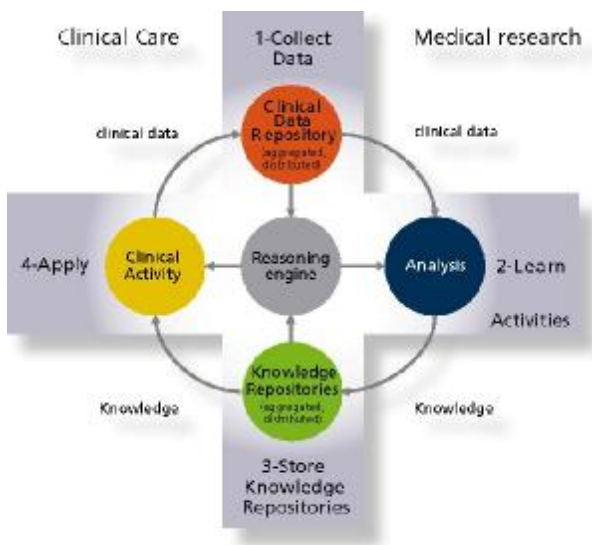 Clinical Care
1-Collect
Data
Medical research
Clinical
Data
Repository
(aggregated,
distributed)
clinical data
clinical data
4-Apply
Clinical
Activity
Reasoning
engine
Analysis
2-Learn
Activities
Knowledge
Repositories
(aggregated,
distributed)
Knowledge
Knowledge
3-Store
Knowledge
Repositories